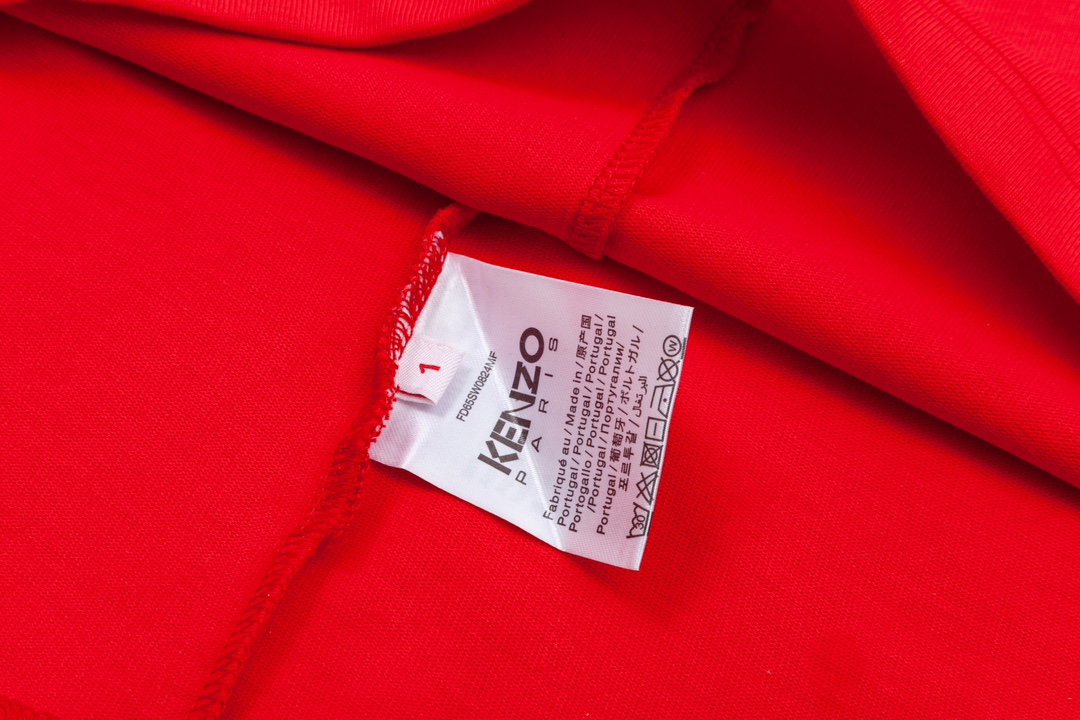 1
FD65SW0824MF
KENZO
PARIS
Fabriqué au / Made in / 原产国
Portugal / Portugal / Portugal /
Portogallo / Portugal / Portugal
/Portugal / Португалии/
Portugal / 葡萄牙 / ポルトガル /
포르투갈 / البرتغال
30 W